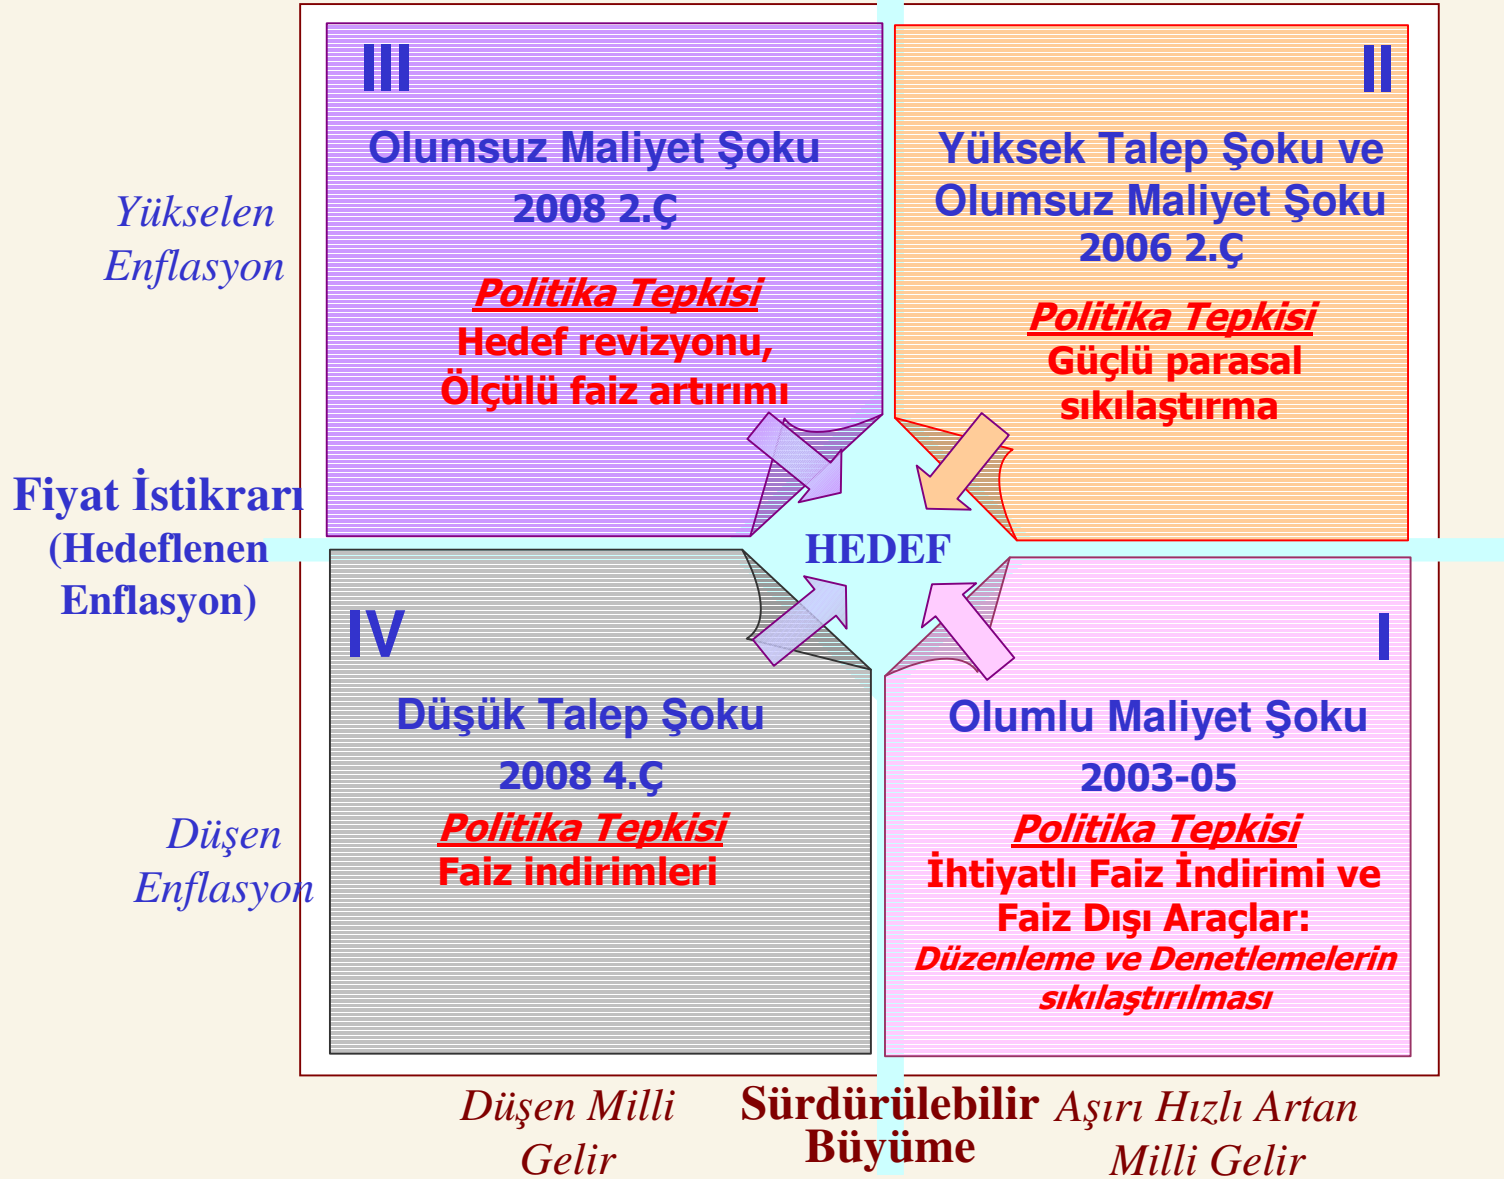 III
Olumsuz Maliyet Şoku
2008 2.Ç
Politika Tepkisi
Hedef revizyonu,
Ölçülü faiz artırımı
II
Yüksek Talep Şoku ve
Olumsuz Maliyet Şoku
2006 2.Ç
Politika Tepkisi
Güçlü parasal
sıkılaştırma
Yükselen
Enflasyon
Fiyat İstikrarı
(Hedeflenen
Enflasyon)
HEDEF
IV
Düşük Talep Şoku
2008 4.Ç
Politika Tepkisi
Faiz indirimleri
I
Olumlu Maliyet Şoku
2003-05
Politika Tepkisi
İhtiyatlı Faiz İndirimi ve
Faiz Dışı Araçlar:
Düzenleme ve Denetlemelerin
sıkılaştırılması
Düşen
Enflasyon
Düşen Milli
Gelir
Sürdürülebilir
Büyüme
Aşırı Hızlı Artan
Milli Gelir